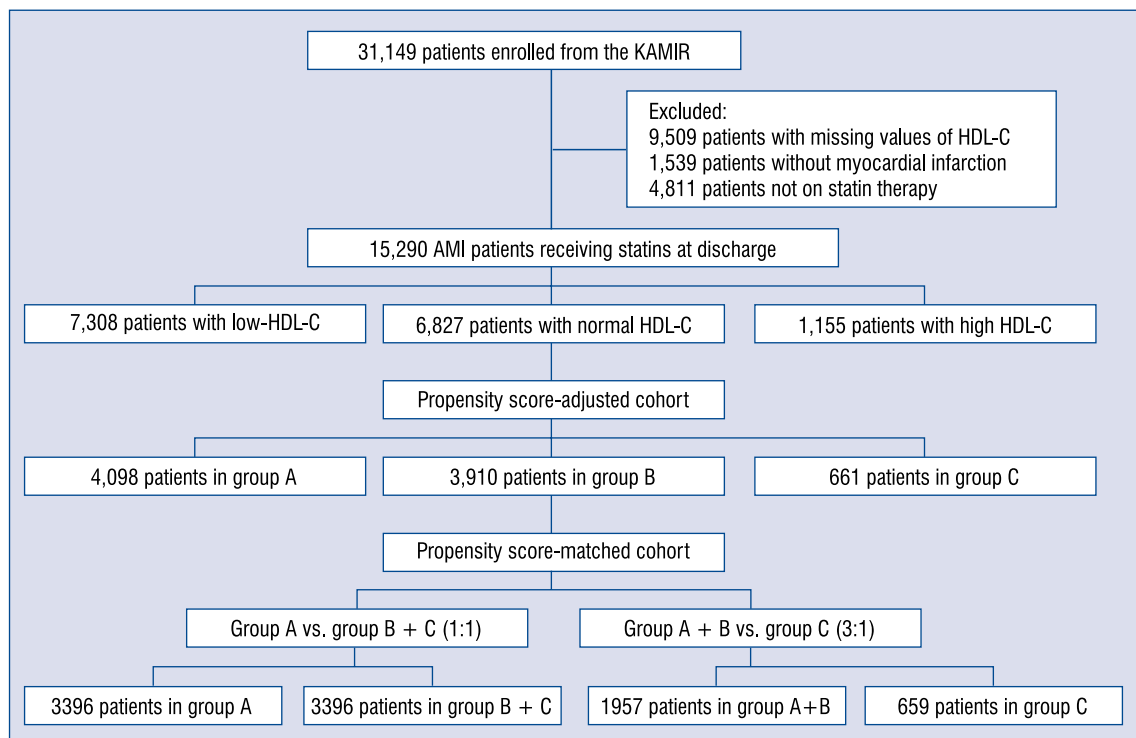 31,149 patients enrolled from the KAMIR
Excluded:
9,509 patients with missing values of HDL-C
1,539 patients without myocardial infarction
4,811 patients not on statin therapy
15,290 AMI patients receiving statins at discharge
7,308 patients with low-HDL-C
6,827 patients with normal HDL-C
1,155 patients with high HDL-C
Propensity score-adjusted cohort
4,098 patients in group A
3,910 patients in group B
661 patients in group C
Propensity score-matched cohort
Group A vs. group B + C (1:1)
Group A + B vs. group C (3:1)
3396 patients in group A
3396 patients in group B + C
1957 patients in group A+B
659 patients in group C